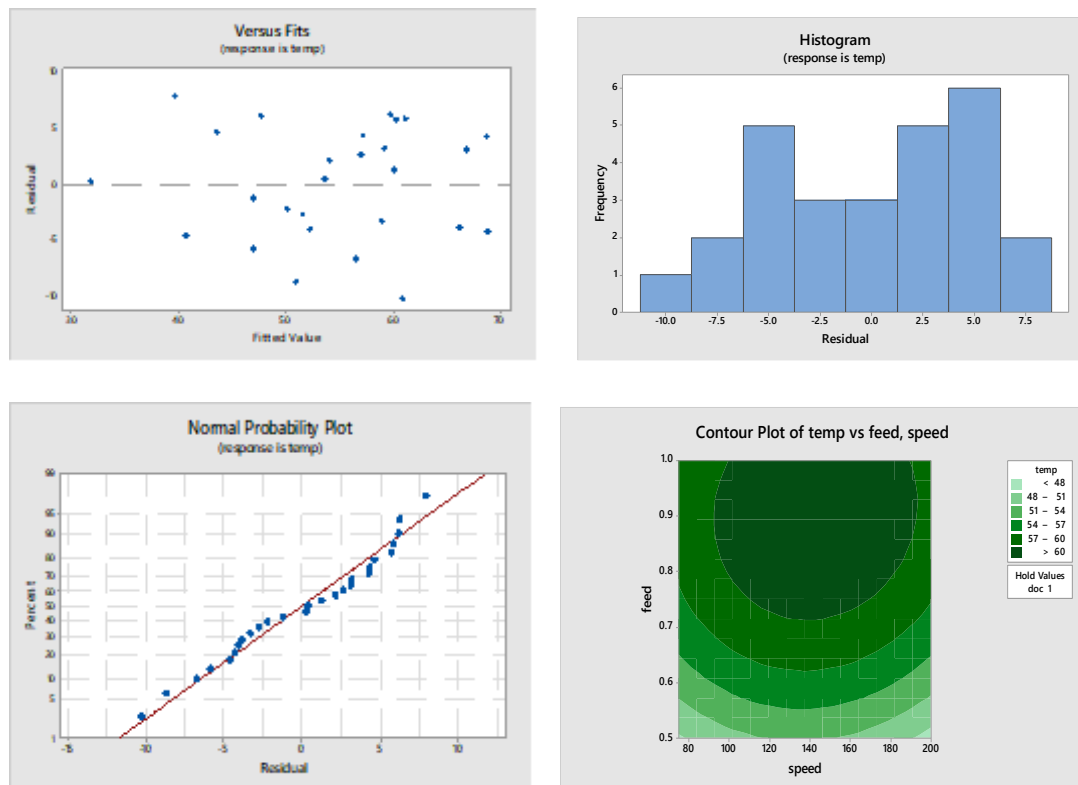 Versus Fits
(response is temp)
10
5
0
-5
-10
Residual
30 40 50 60 70
Fitted Value
Histogram
(response is temp)
6
5
4
3
2
1
0
Frequency
-10.0 -7.5 -5.0 -2.5 0.0 2.5 5.0 7.5
Residual
Normal Probability Plot
(response is temp)
99
95
90
80
70
60
50
40
30
20
10
5
1
Percent
-15 -10 -5 0 5 10
Residual
Contour Plot of temp vs feed, speed
1.0
0.9
0.8
0.7
0.6
0.5
feed
80 100 120 140 160 180 200
speed
temp
< 48
48 – 51
51 – 54
54 – 57
57 – 60
> 60
Hold Values
doc 1